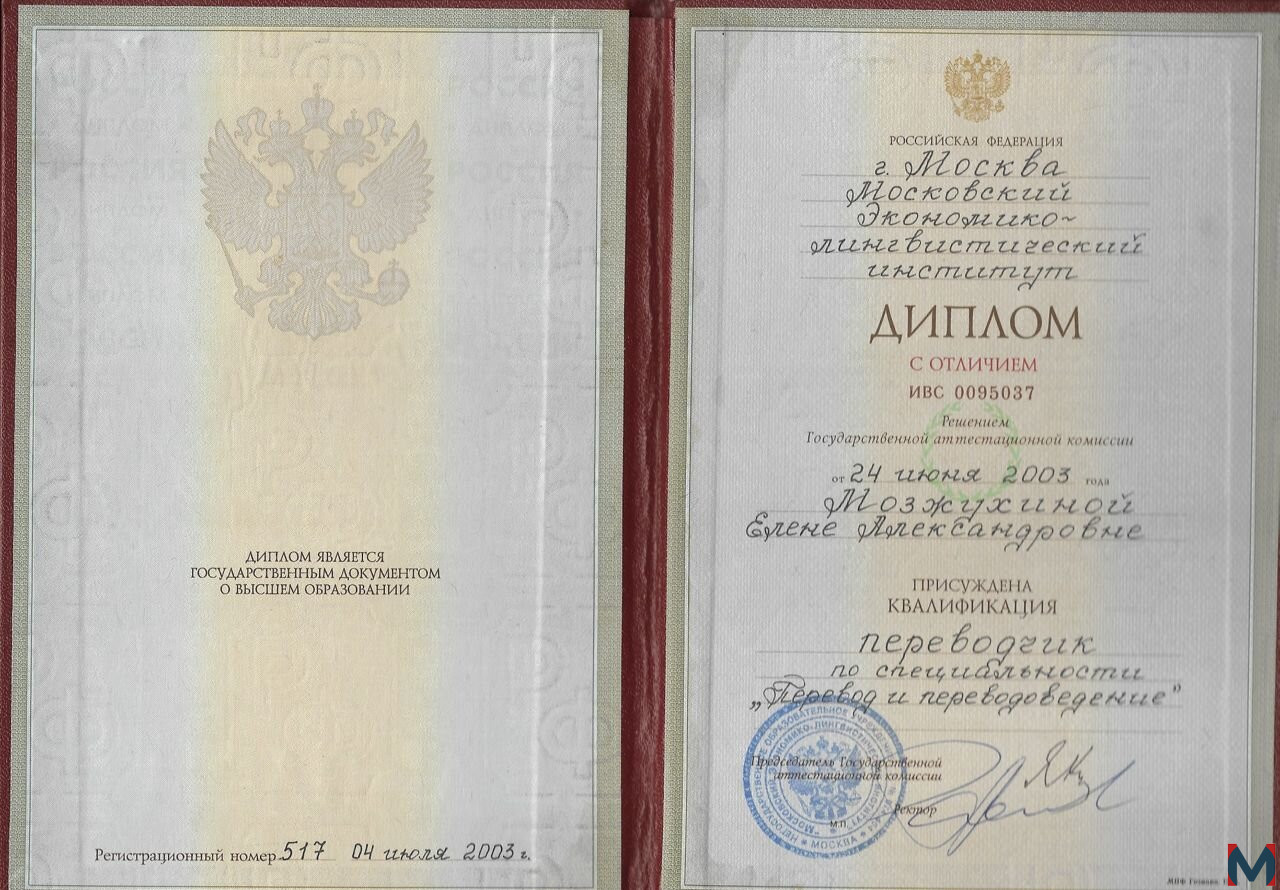 ДИПЛОМ ЯВЛЯЕТСЯ
ГОСУДАРСТВЕННЫМ ДОКУМЕНТОМ
О ВЫСШЕМ ОБРАЗОВАНИИ
Регистрационный номер 517 04 июля 2003 г.
РОССИЙСКАЯ ФЕДЕРАЦИЯ
г. Москва
Московский
Экономико-
лингвистический
институт
ДИПЛОМ
С ОТЛИЧИЕМ
ИВС 0095037
Решением
Государственной аттестационной комиссии
от 24 июня 2003 года
Мозжухиной
Елене Александровне
ПРИСУЖДЕНА
КВАЛИФИКАЦИЯ
переводчик
по специальности
„Перевод и переводоведение"
Председатель Государственной
аттестационной комиссии
Ректор
М.П.
МОСКВА
М